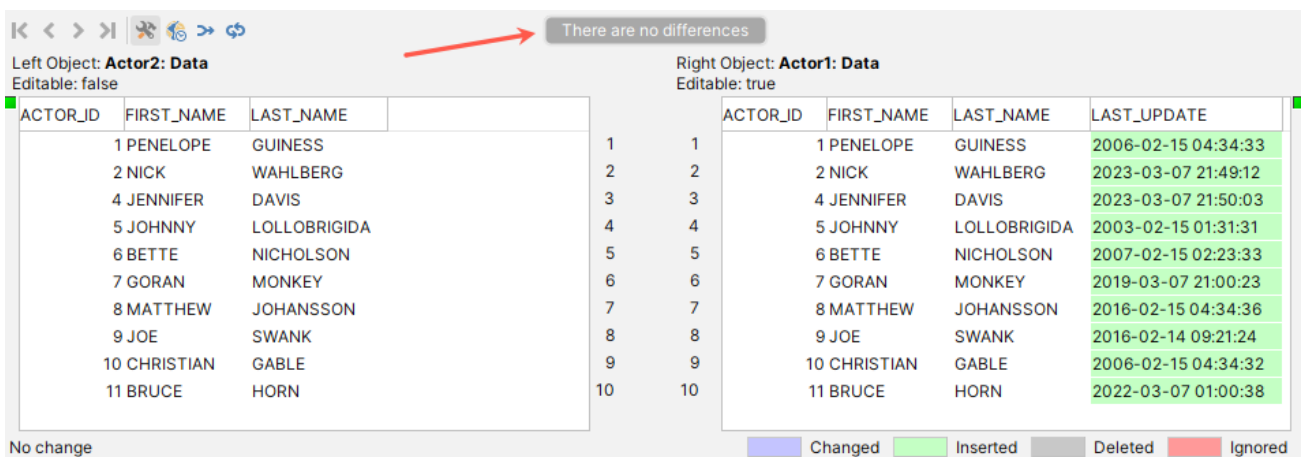 There are no differences
Left Object: Actor2: Data Right Object: Actor1: Data
Editable: false Editable: true
ACTOR_ID FIRST_NAME LAST_NAME ACTOR_ID FIRST_NAME LAST_NAME LAST_UPDATE
1 PENELOPE GUINESS 1 1 1 PENELOPE GUINESS 2006-02-15 04:34:33
2 NICK WAHLBERG 2 2 2 NICK WAHLBERG 2023-03-07 21:49:12
4 JENNIFER DAVIS 3 3 4 JENNIFER DAVIS 2023-03-07 21:50:03
5 JOHNNY LOLLOBRIGIDA 4 4 5 JOHNNY LOLLOBRIGIDA 2003-02-15 01:31:31
6 BETTE NICHOLSON 5 5 6 BETTE NICHOLSON 2007-02-15 02:23:33
7 GORAN MONKEY 6 6 7 GORAN MONKEY 2019-03-07 21:00:23
8 MATTHEW JOHANSSON 7 7 8 MATTHEW JOHANSSON 2016-02-15 04:34:36
9 JOE SWANK 8 8 9 JOE SWANK 2016-02-14 09:21:24
10 CHRISTIAN GABLE 9 9 10 CHRISTIAN GABLE 2006-02-15 04:34:32
11 BRUCE HORN 10 10 11 BRUCE HORN 2022-03-07 01:00:38
No change Changed Inserted Deleted Ignored